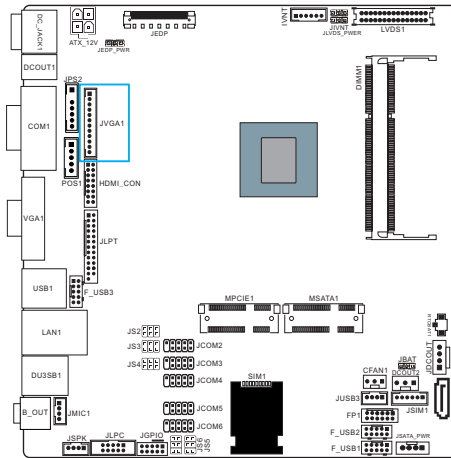 DC_JACK1
ATX_12V
JEDP
JEDP_PWR
IVNT
JIVNT
JLVDS_PWER
LVDS1
DCOUT1
JPS2
DIMM1
COM1
JVGA1
POS1
HDMI_CON
VGA1
JLPT
USB1
F_USB3
MPCIE1
MSATA1
LAN1
JS2
JCOM2
JS3
JCOM3
JBAT
JDCOUT
CFAN1
DCOUT2
JS4
JCOM4
SIM1
DU3SB1
JUSB3
JSIM1
B_OUT
JMIC1
JCOM5
FP1
JCOM6
F_USB2
JSPK
JLPC
JGPIO
JS6
JS5
F_USB1
JSATA_PWR